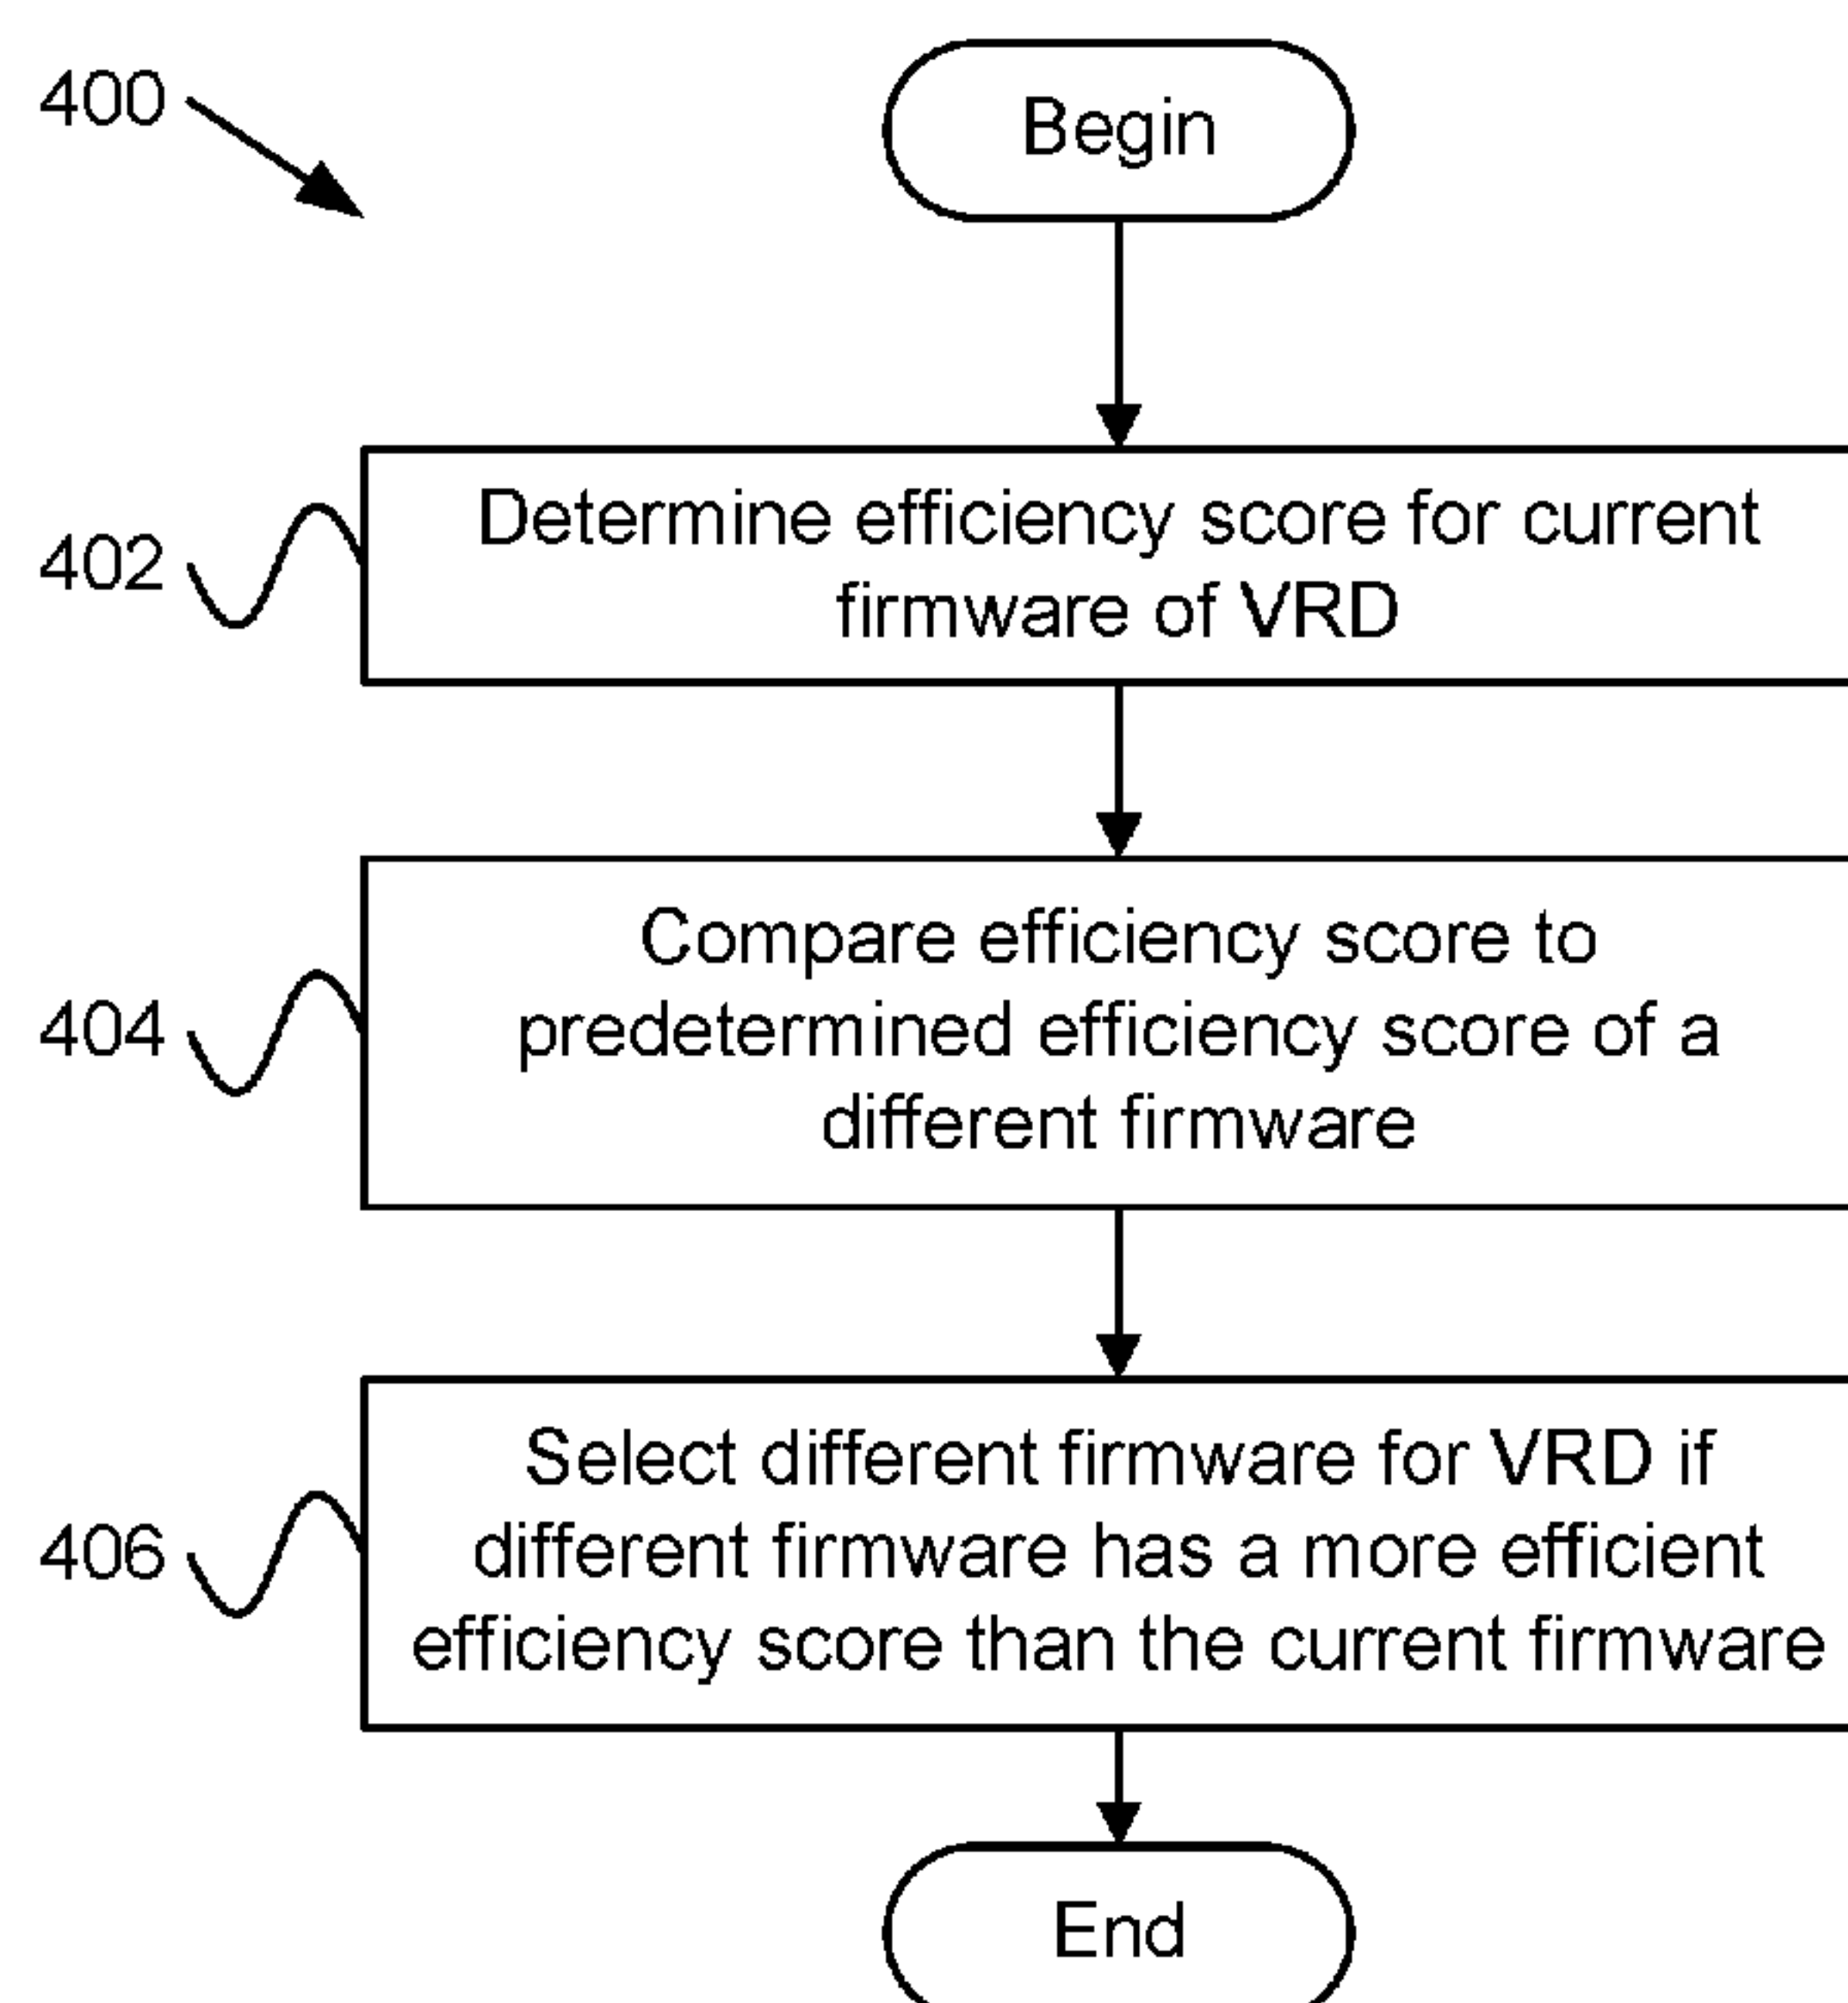 400
Begin
402
Determine efficiency score for current
firmware of VRD
404
Compare efficiency score to
predetermined efficiency score of a
different firmware
406
Select different firmware for VRD if
different firmware has a more efficient
efficiency score than the current firmware
End